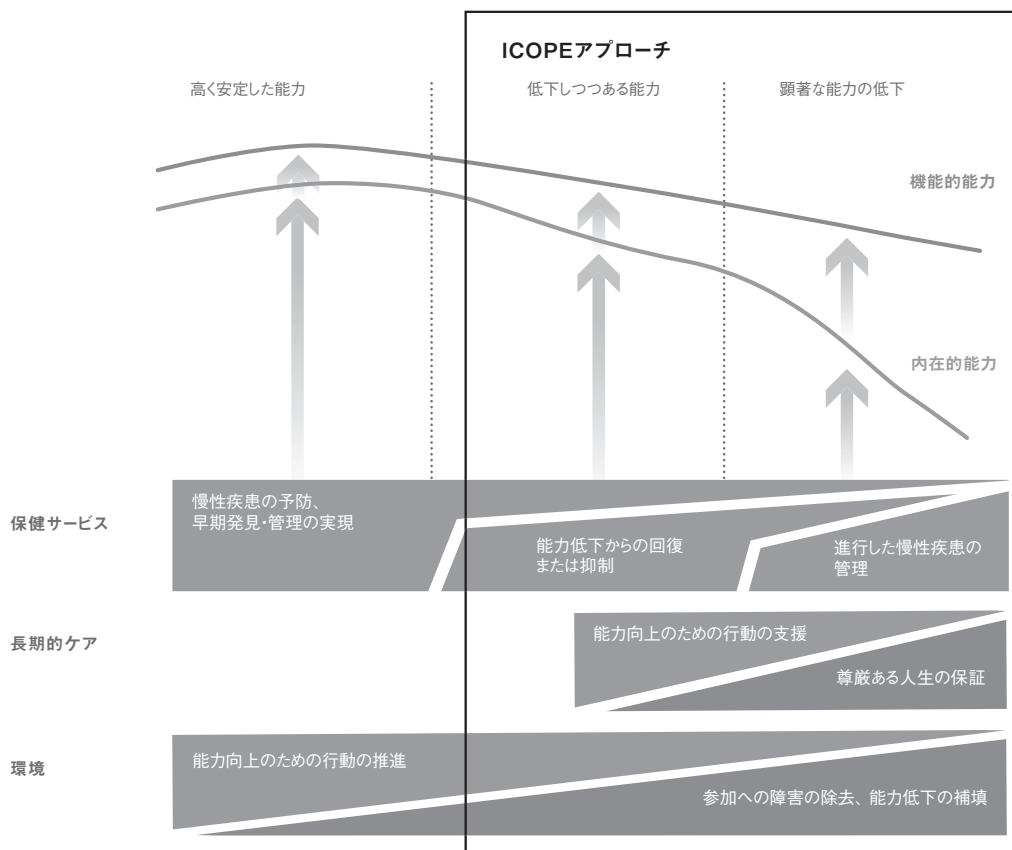 ICOPEアプローチ
高く安定した能力
低下しつつある能力
顕著な能力の低下
機能的能力
内在的能力
保健サービス
慢性疾患の予防、
早期発見・管理の実現
能力低下からの回復
または抑制
進行した慢性疾患の
管理
長期的ケア
能力向上のための行動の支援
尊厳ある人生の保証
環境
能力向上のための行動の推進
参加への障害の除去、能力低下の補填